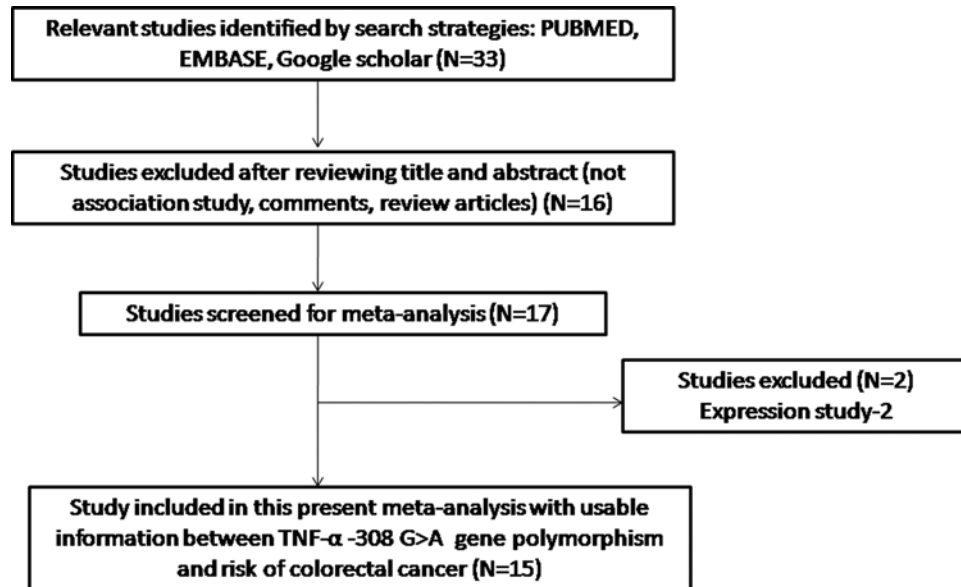 Relevant studies identified by search strategies: PUBMED,
EMBASE, Google scholar (N=33)
Studies excluded after reviewing title and abstract (not
association study, comments, review articles) (N=16)
Studies screened for meta-analysis (N=17)
Studies excluded (N=2)
Expression study-2
Study included in this present meta-analysis with usable
information between TNF-α -308 G>A gene polymorphism
and risk of colorectal cancer (N=15)